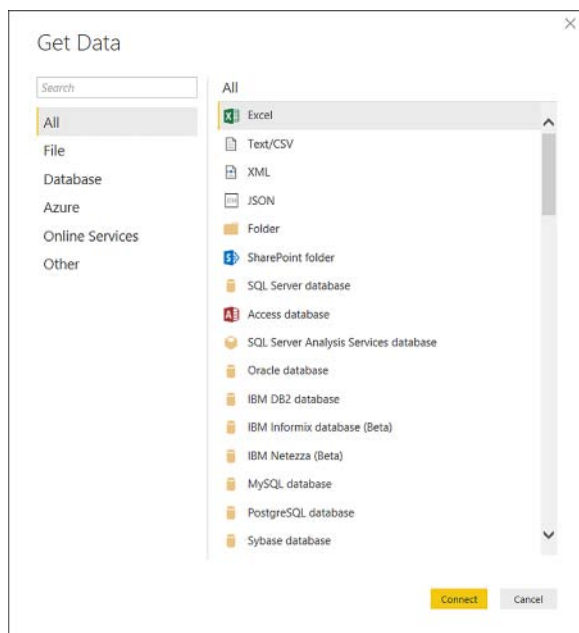 Get Data
Search
All
File
Database
Azure
Online Services
Other
All
Excel
Text/CSV
XML
JSON
Folder
SharePoint folder
SQL Server database
Access database
SQL Server Analysis Services database
Oracle database
IBM DB2 database
IBM Informix database (Beta)
IBM Netezza (Beta)
MySQL database
PostgreSQL database
Sybase database
Connect
Cancel